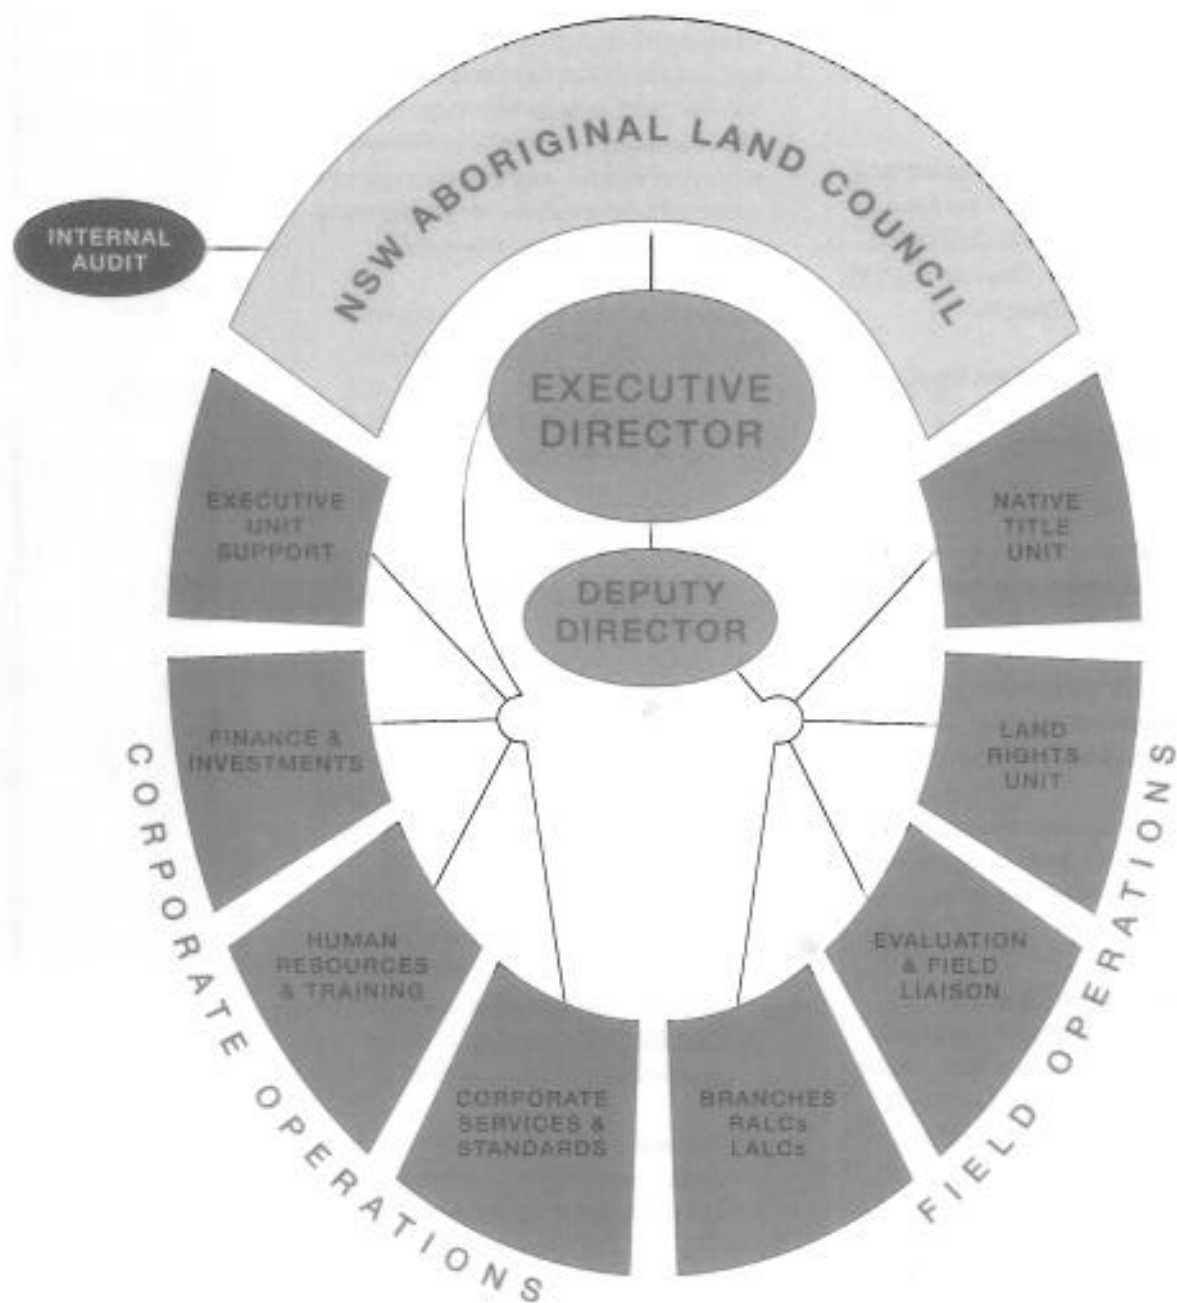 NSW ABORIGINAL LAND COUNCIL
INTERNAL
AUDIT
EXECUTIVE
DIRECTOR
DEPUTY
DIRECTOR
EXECUTIVE
UNIT
SUPPORT
FINANCE &
INVESTMENTS
HUMAN
RESOURCES
& TRAINING
CORPORATE
SERVICES &
STANDARDS
CORPORATE OPERATIONS
NATIVE
TITLE
UNIT
LAND
RIGHTS
UNIT
EVALUATION
& FIELD
LIAISON
BRANCHES
RALCs
LALCs
FIELD OPERATIONS